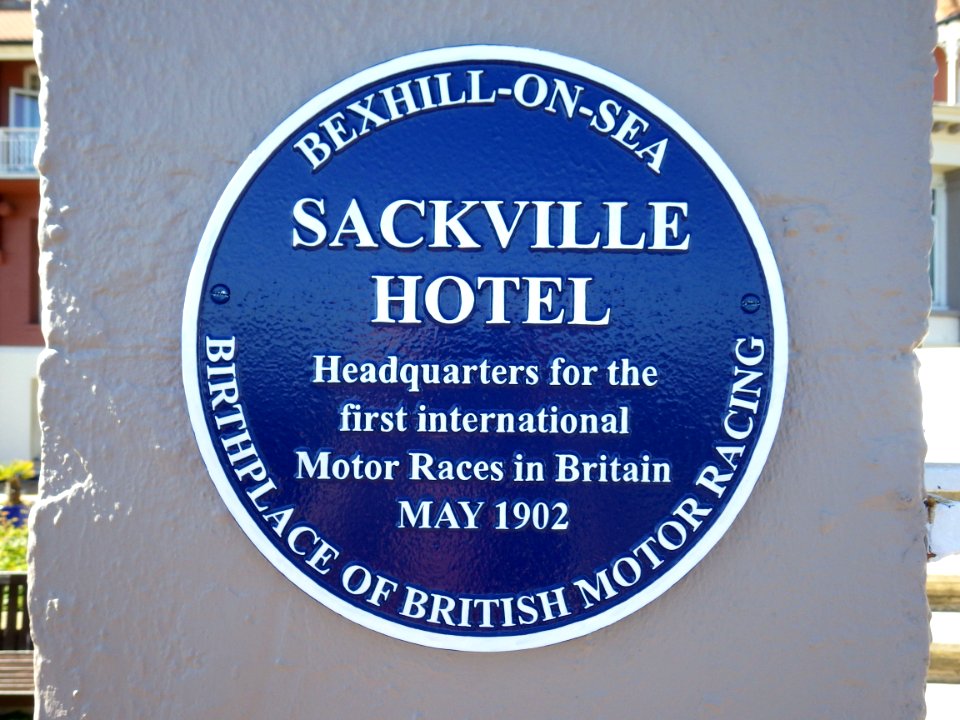 BEXHILL-ON-SEA
SACKVILLE
HOTEL
Headquarters for the
first international
Motor Races in Britain
MAY 1902
BIRTHPLACE OF BRITISH MOTOR RACING